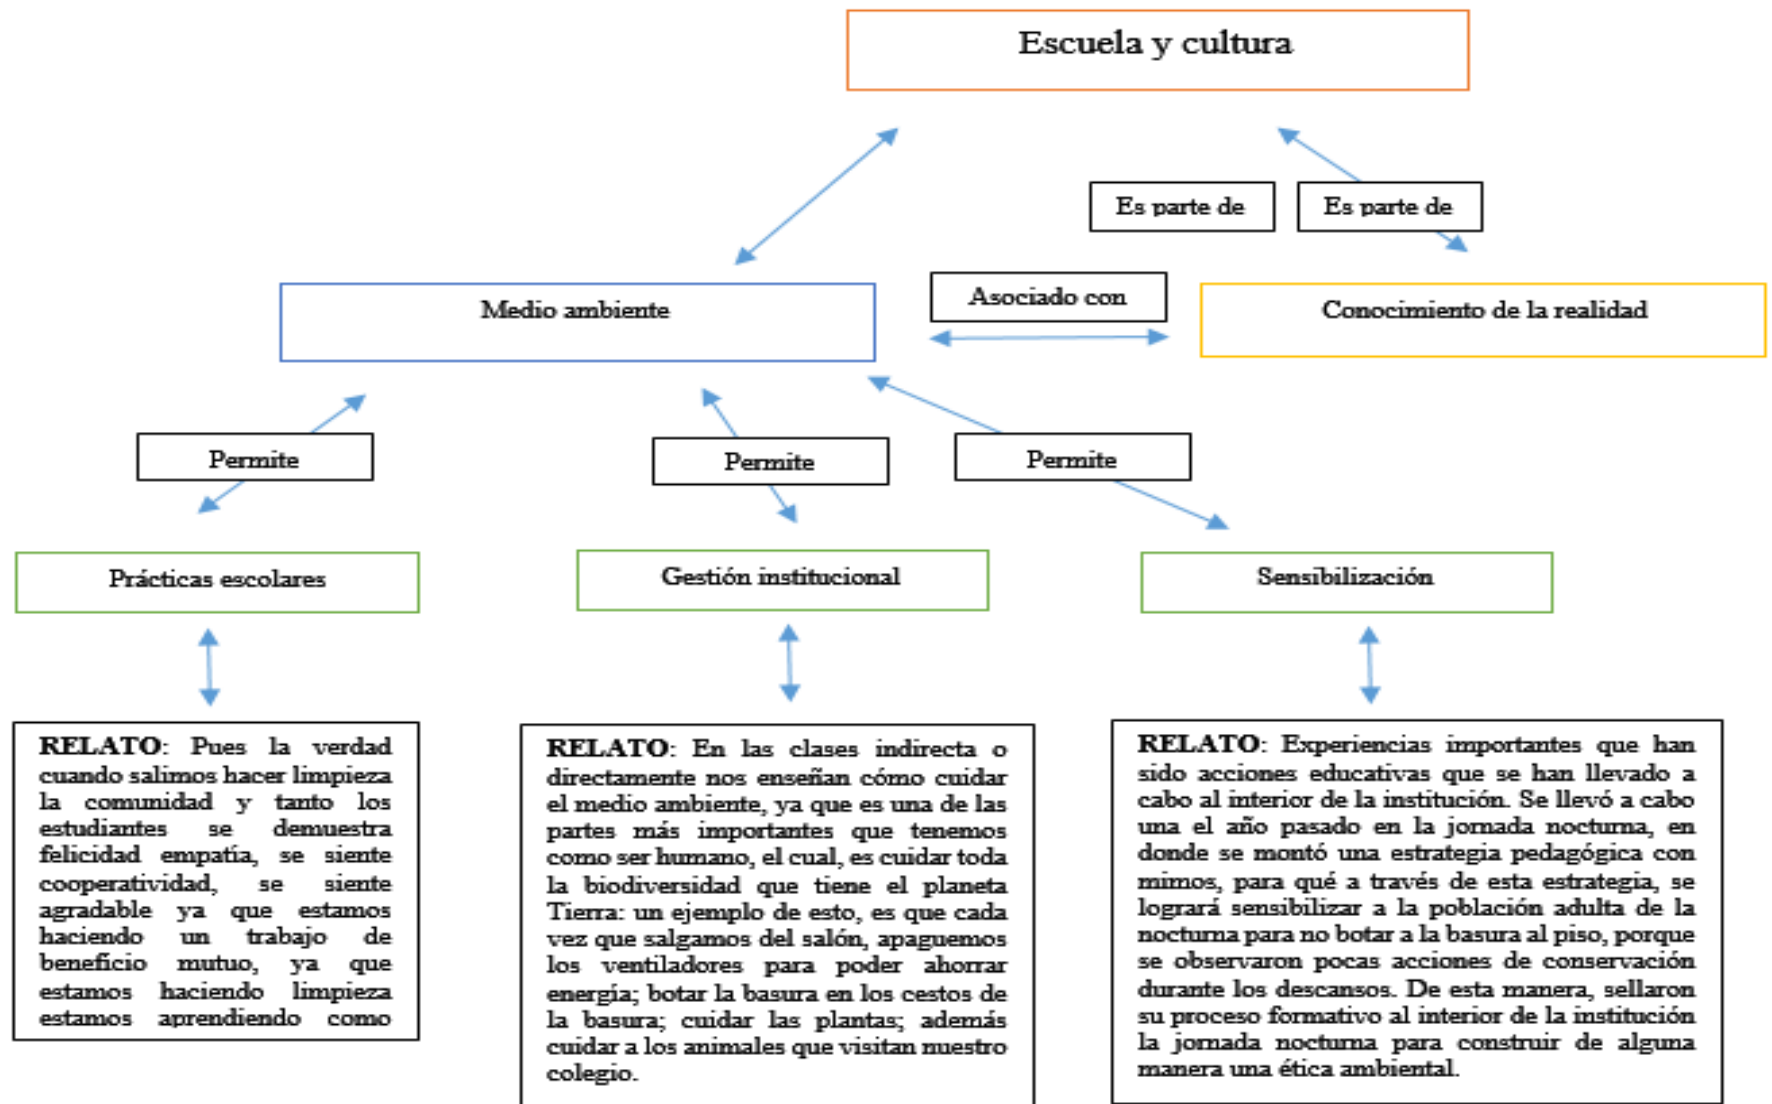 Escuela y cultura
Es parte de
Es parte de
Medio ambiente
Asociado con
Conocimiento de la realidad
Permite
Permite
Permite
Prácticas escolares
Gestión institucional
Sensibilización
RELATO: Pues la verdad
cuando salimos hacer limpieza
la comunidad y tanto los
estudiantes se demuestra
felicidad empatía, se siente
cooperatividad, se siente
agradable ya que estamos
haciendo un trabajo de
beneficio mutuo, ya que
estamos haciendo limpieza
estamos aprendiendo como
RELATO: En las clases indirecta o
directamente nos enseñan cómo cuidar
el medio ambiente, ya que es una de las
partes más importantes que tenemos
como ser humano, el cual, es cuidar toda
la biodiversidad que tiene el planeta
Tierra: un ejemplo de esto, es que cada
vez que salgamos del salón, apaguemos
los ventiladores para poder ahorrar
energía; botar la basura en los cestos de
la basura; cuidar las plantas; además
cuidar a los animales que visitan nuestro
colegio.
RELATO: Experiencias importantes que han
sido acciones educativas que se han llevado a
cabo al interior de la institución. Se llevó a cabo
una el año pasado en la jornada nocturna, en
donde se montó una estrategia pedagógica con
mimos, para qué a través de esta estrategia, se
logrará sensibilizar a la población adulta de la
nocturna para no botar a la basura al piso, porque
se observaron pocas acciones de conservación
durante los descansos. De esta manera, sellaron
su proceso formativo al interior de la institución
la jornada nocturna para construir de alguna
manera una ética ambiental.